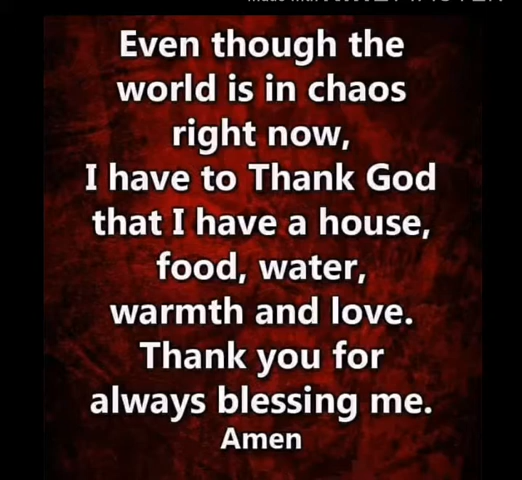 Even though the
world is in chaos
right now,
I have to Thank God
that I have a house,
food, water,
warmth and love.
Thank you for
always blessing me.
Amen